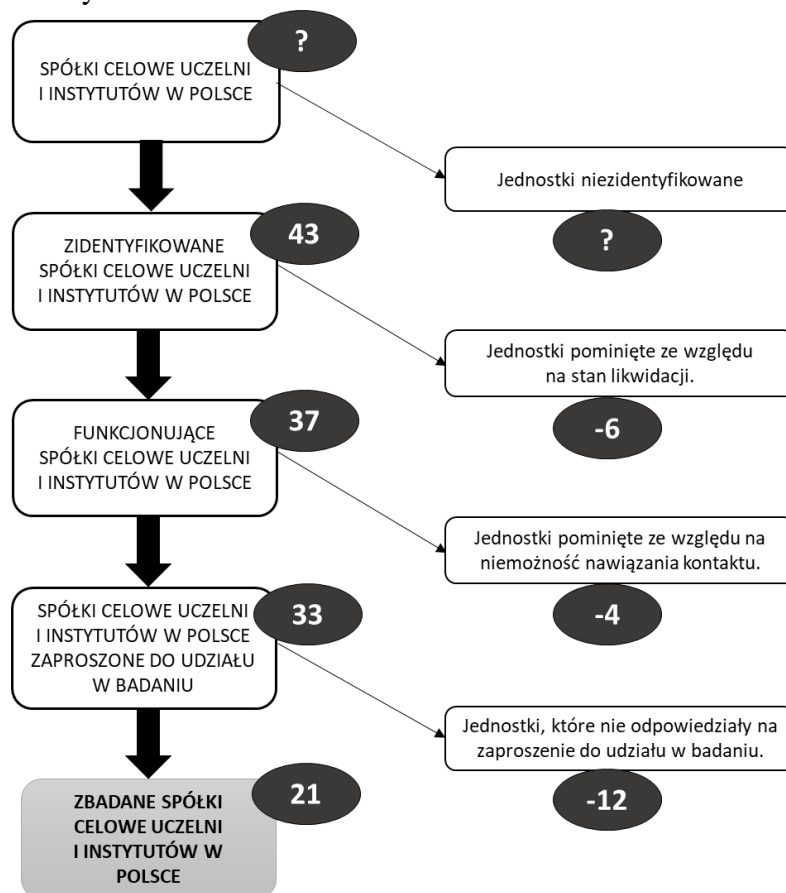 ?
SPÓŁKI CELOWE UCZELNI
I INSTYTUTÓW W POLSCE
Jednostki niezidentyfikowane
?
43
ZIDENTYFIKOWANE
SPÓŁKI CELOWE UCZELNI
I INSTYTUTÓW W POLSCE
Jednostki pominięte ze względu
na stan likwidacji.
-6
37
FUNKCJONUJĄCE
SPÓŁKI CELOWE UCZELNI
I INSTYTUTÓW W POLSCE
Jednostki pominięte ze względu na
niemożność nawiązania kontaktu.
-4
33
SPÓŁKI CELOWE UCZELNI
I INSTYTUTÓW W POLSCE
ZAPROSZONE DO UDZIAŁU
W BADANIU
Jednostki, które nie odpowiedziały na
zaproszenie do udziału w badaniu.
-12
21
ZBADANE SPÓŁKI
CELOWE UCZELNI
I INSTYTUTÓW W
POLSCE